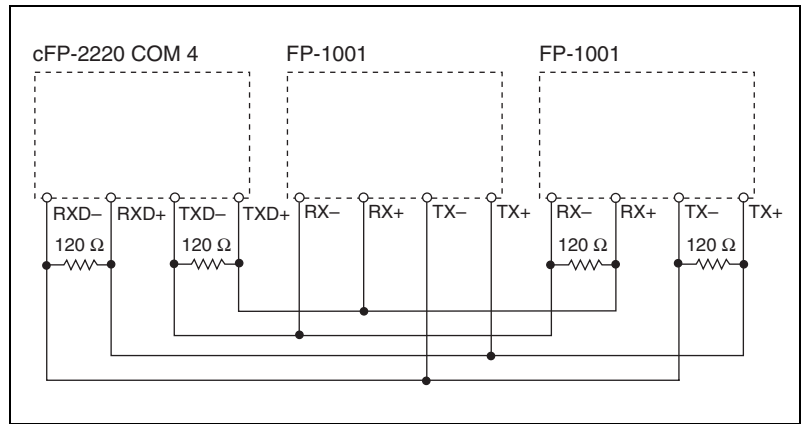 cFP-2220 COM 4 FP-1001 FP-1001
RXD– RXD+ TXD– TXD+ RX– RX+ TX– TX+ RX– RX+ TX– TX+
120 Ω 120 Ω 120 Ω 120 Ω